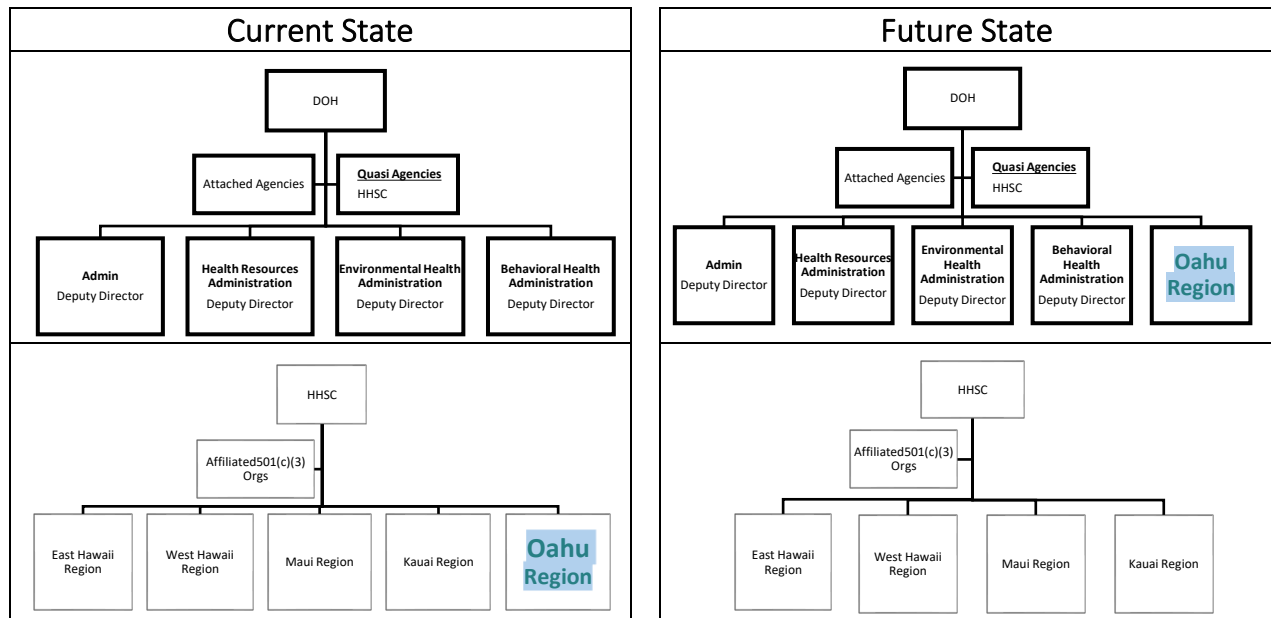 Current State
DOH
Attached Agencies
Quasi Agencies
HHSC
Admin
Deputy Director
Health Resources
Administration
Deputy Director
Environmental Health
Administration
Deputy Director
Behavioral Health
Administration
Deputy Director
HHSC
Affiliated501(c)(3)
Orgs
East Hawaii
Region
West Hawaii
Region
Maui Region
Kauai Region
Oahu
Region
Future State
DOH
Attached Agencies
Quasi Agencies
HHSC
Admin
Deputy Director
Health Resources
Administration
Deputy Director
Environmental
Health
Administration
Deputy Director
Behavioral
Health
Administration
Deputy Director
Oahu
Region
HHSC
Affiliated501(c)(3)
Orgs
East Hawaii
Region
West Hawaii
Region
Maui Region
Kauai Region